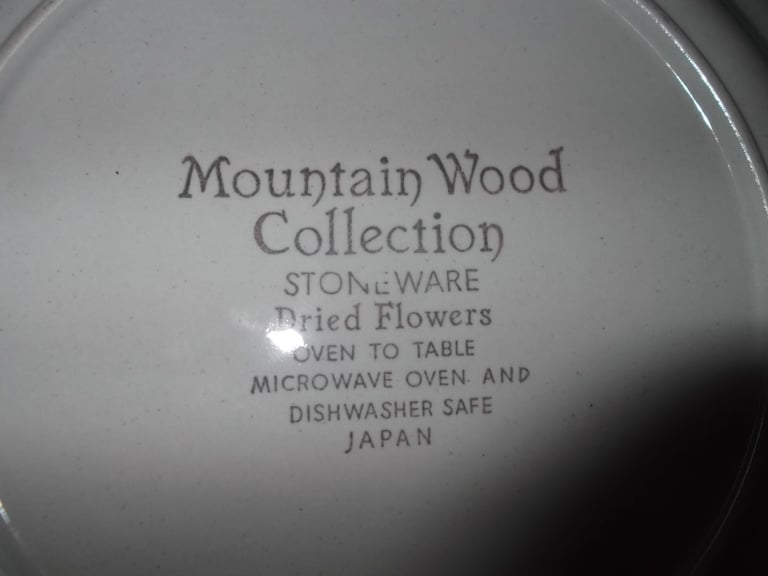 Mountain Wood
Collection
STONEWARE
Dried Flowers
OVEN TO TABLE
MICROWAVE OVEN AND
DISHWASHER SAFE
JAPAN